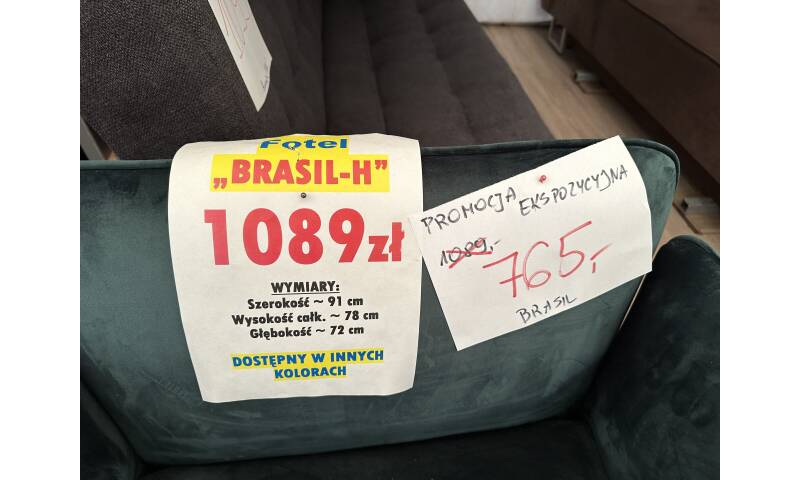 Fotel
„BRASIL-H"
1089zł
WYMIARY:
Szerokość ~ 91 cm
Wysokość całk. ~ 78 cm
Głębokość ~ 72 cm
DOSTĘPNY W INNYCH
KOLORACH
PROMOCJA EKSPOZYCYJNA
1089,-
765,-
BRASIL